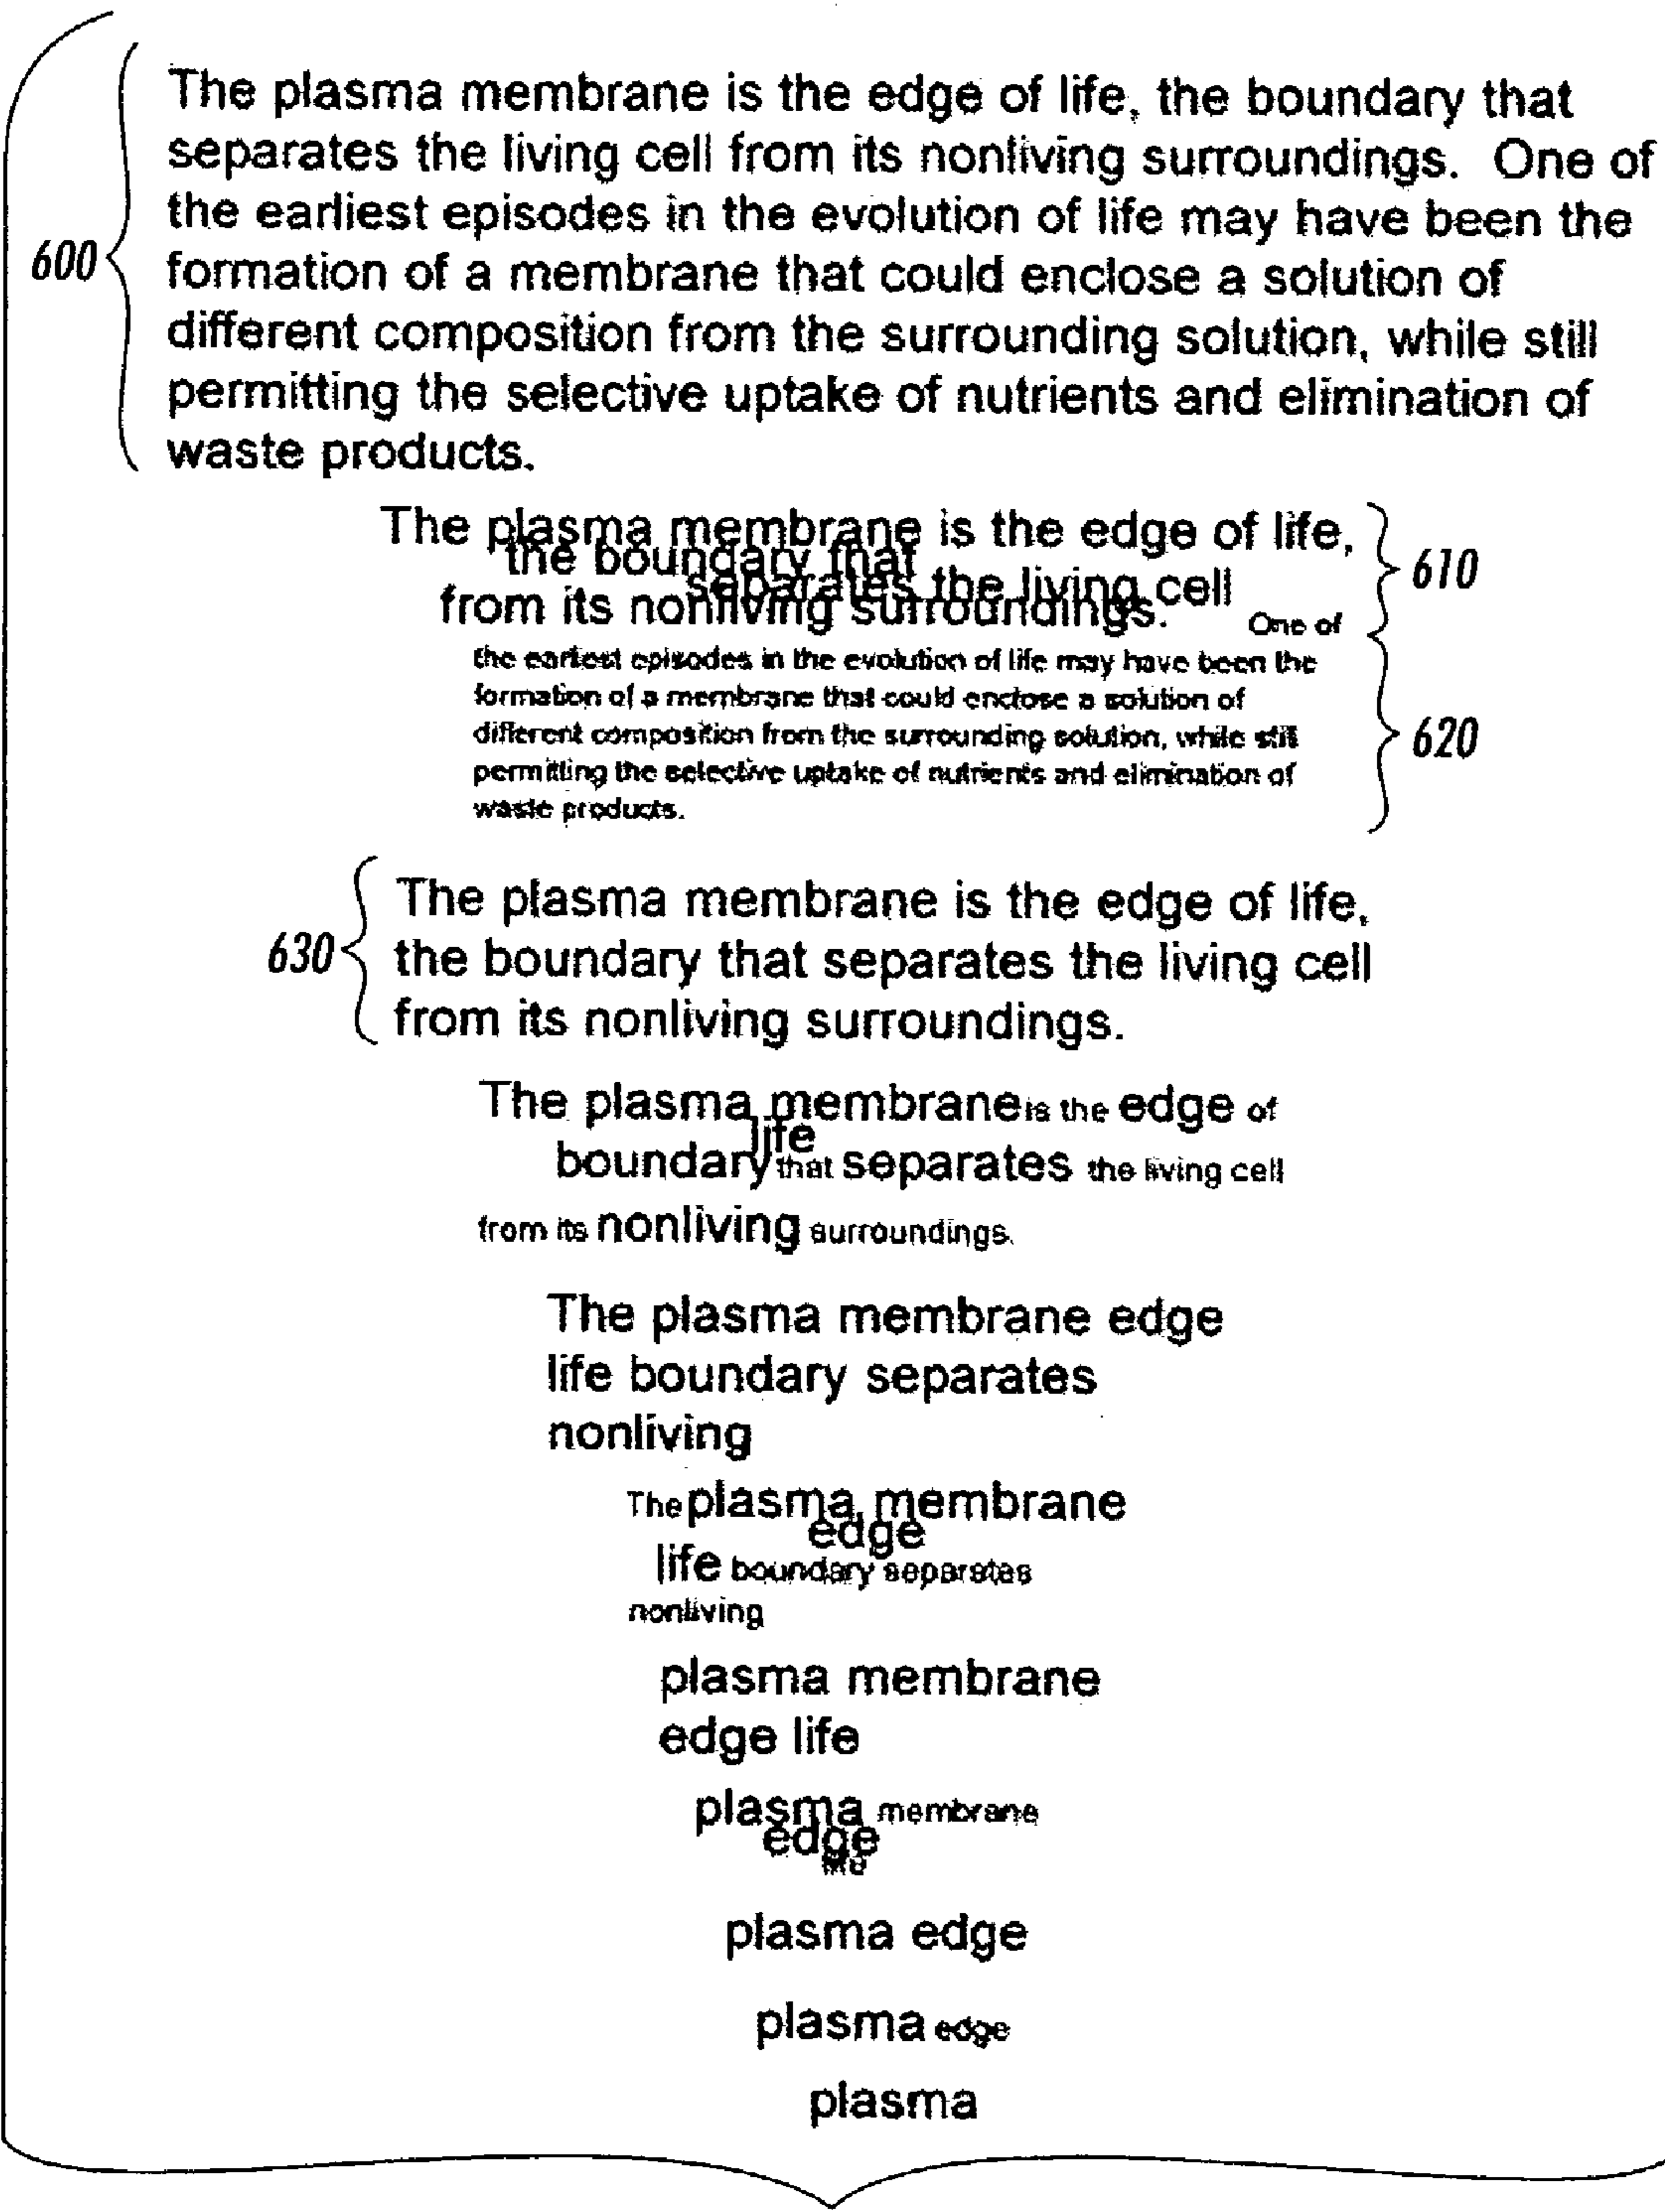 The plasma membrane is the edge of life, the boundary that
separates the living cell from its nonliving surroundings. One of
the earliest episodes in the evolution of life may have been the
600
formation of a membrane that could enclose a solution of
different composition from the surrounding solution, while still
permitting the selective uptake of nutrients and elimination of
waste products.
The plasma membrane is the edge of life,
the boundary that
610
separates the living cell
from its nonliving surroundings.
One of
the earliest episodes in the evolution of life may have been the
formation of a membrane that could enclose a solution of
different composition from the surrounding solution, while still
620
permitting the selective uptake of nutrients and elimination of
waste products.
The plasma membrane is the edge of life,
630
the boundary that separates the living cell
from its nonliving surroundings.
The plasma membrane is the edge of
life
boundary that separates the living cell
from its nonliving surroundings.
The plasma membrane edge
life boundary separates
nonliving
The plasma membrane
edge
life boundary separates
nonliving
plasma membrane
edge life
plasma membrane
edge
life
plasma edge
plasma edge
plasma